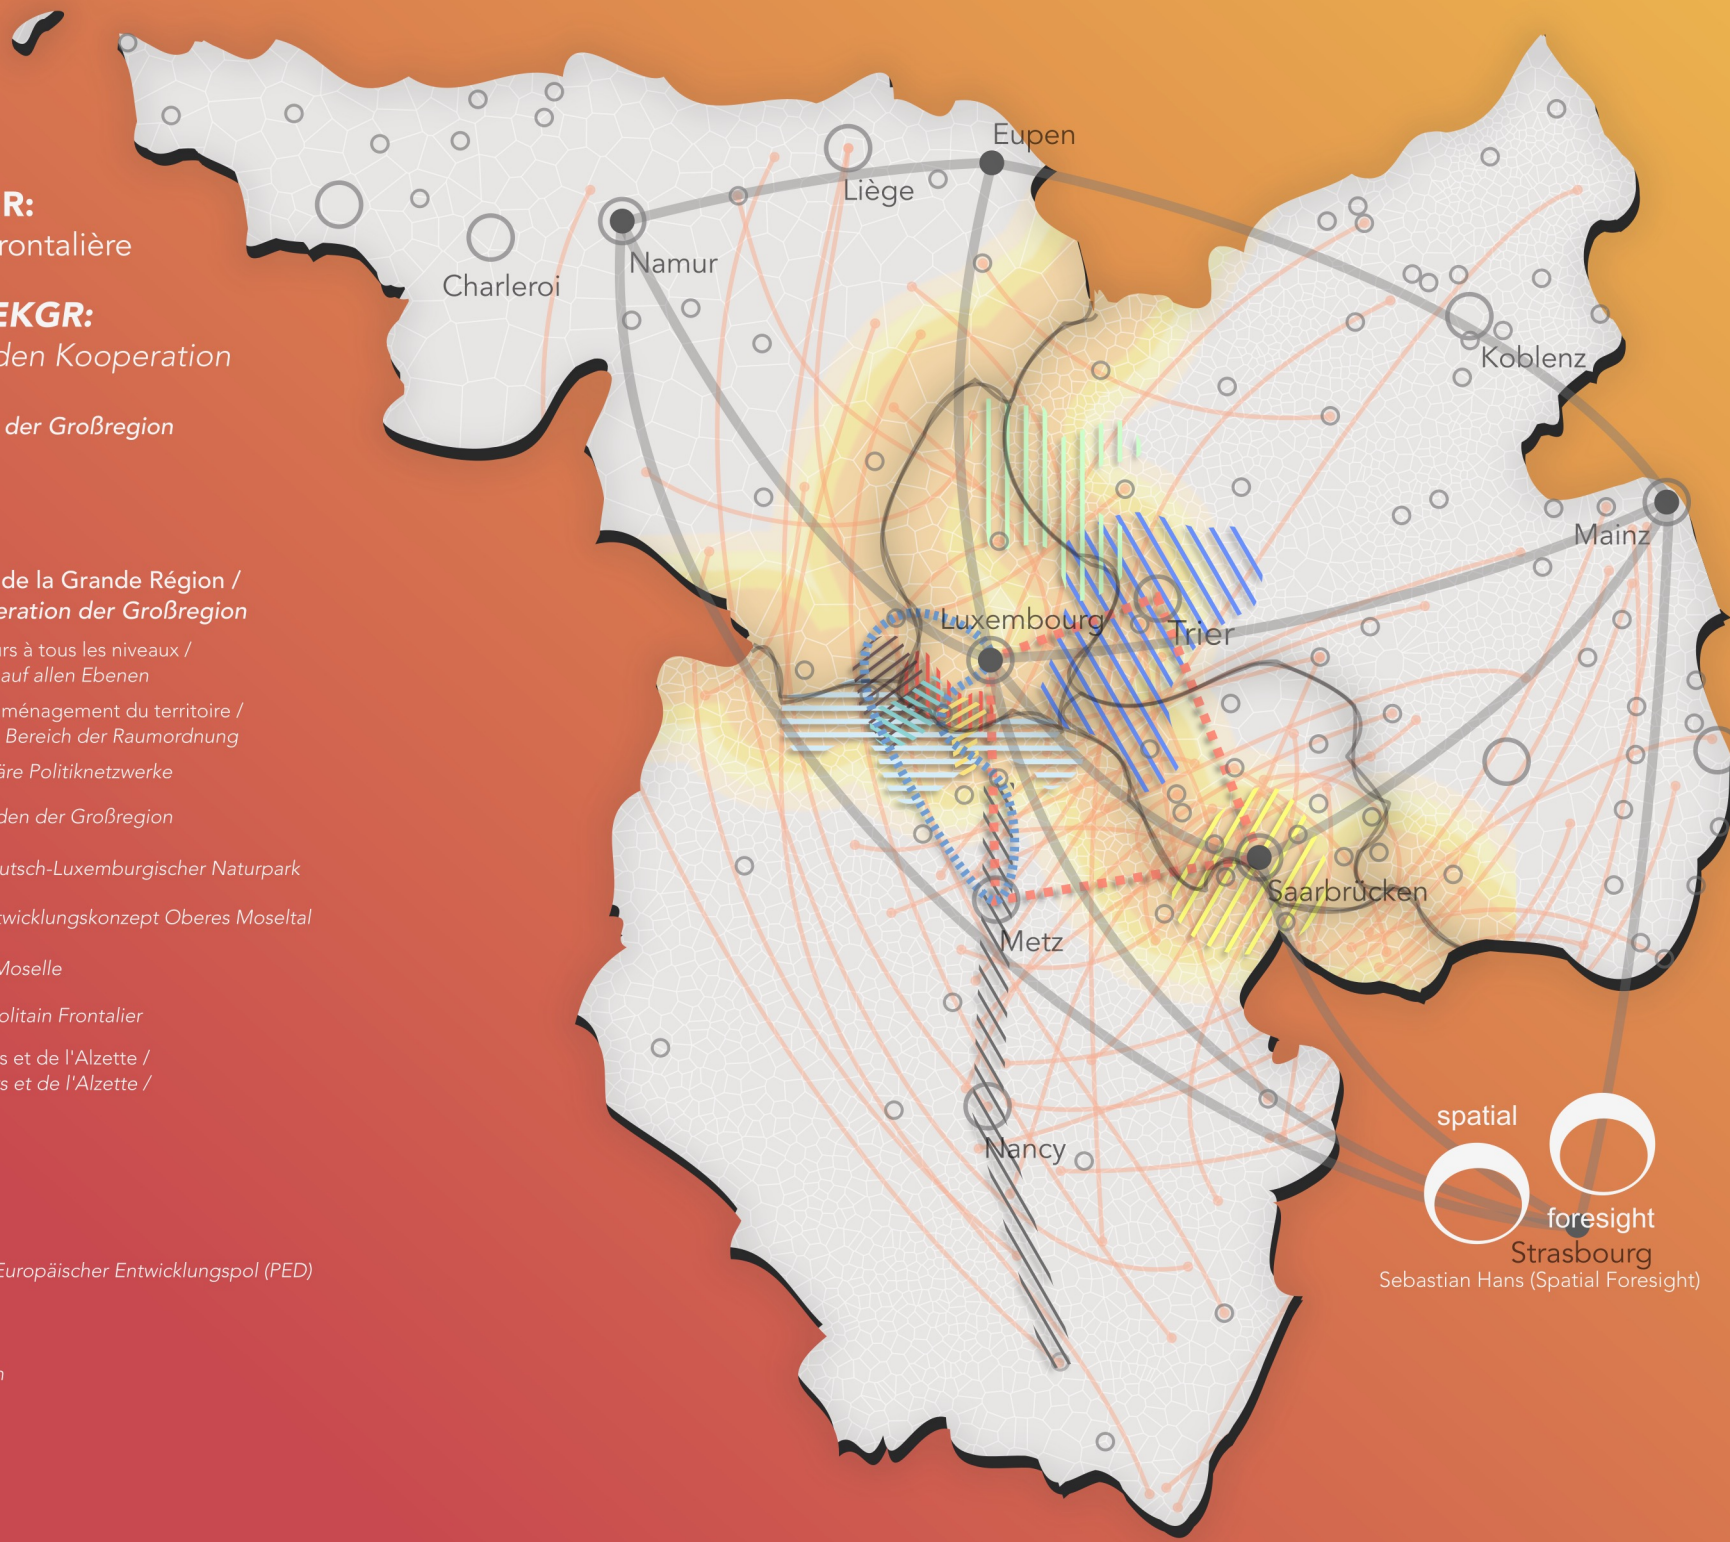 R:
rontalière
EKGR:
den Kooperation
der Großregion
de la Grande Région /
eration der Großregion
rs à tous les niveaux /
auf allen Ebenen
ménagement du territoire /
Bereich der Raumordnung
äre Politiknetzwerke
den der Großregion
utsch-Luxemburgischer Naturpark
twicklungskonzept Oberes Moseltal
Moselle
olitain Frontalier
s et de l'Alzette /
s et de l'Alzette /
Europäischer Entwicklungspol (PED)
n
Eupen
Liège
Namur
Charleroi
Koblenz
Mainz
Luxembourg
Trier
Saarbrücken
Metz
Nancy
spatial
foresight
Strasbourg
Sebastian Hans (Spatial Foresight)